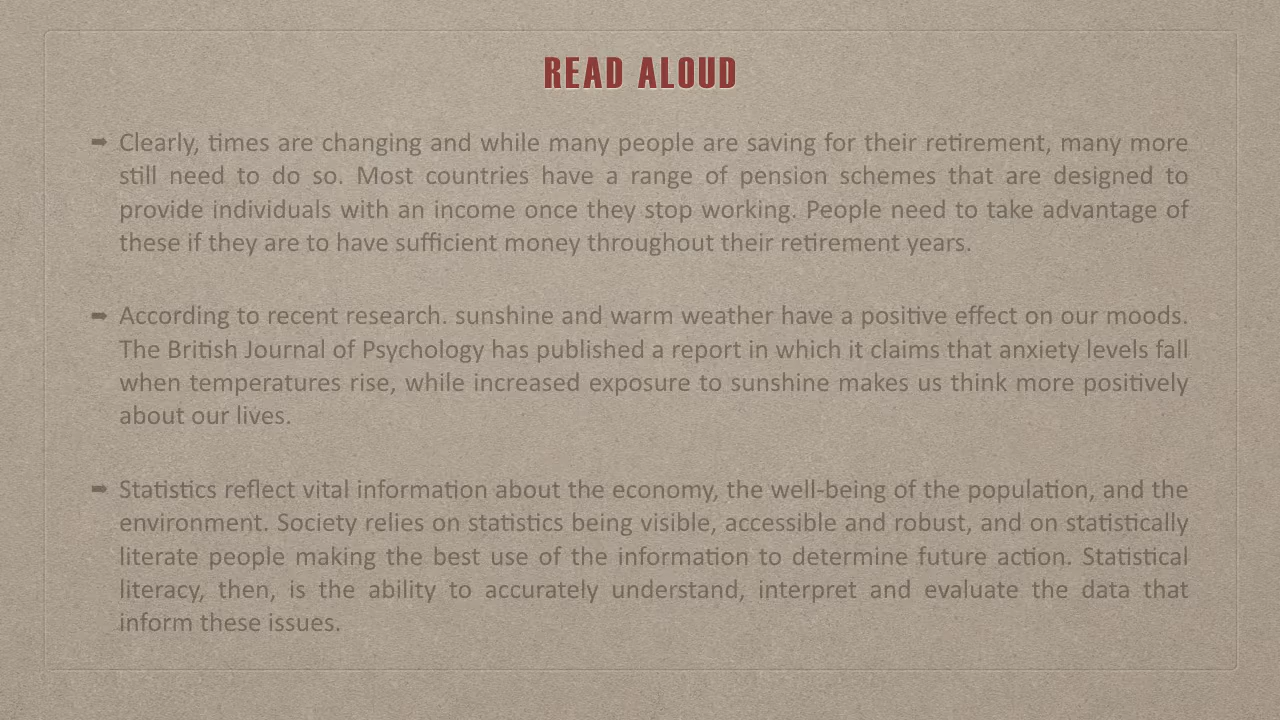 READ ALOUD
➡ Clearly, times are changing and while many people are saving for their retirement, many more
still need to do so. Most countries have a range of pension schemes that are designed to
provide individuals with an income once they stop working. People need to take advantage of
these if they are to have sufficient money throughout their retirement years.
➡ According to recent research. sunshine and warm weather have a positive effect on our moods.
The British Journal of Psychology has published a report in which it claims that anxiety levels fall
when temperatures rise, while increased exposure to sunshine makes us think more positively
about our lives.
➡ Statistics reflect vital information about the economy, the well-being of the population, and the
environment. Society relies on statistics being visible, accessible and robust, and on statistically
literate people making the best use of the information to determine future action. Statistical
literacy, then, is the ability to accurately understand, interpret and evaluate the data that
inform these issues.